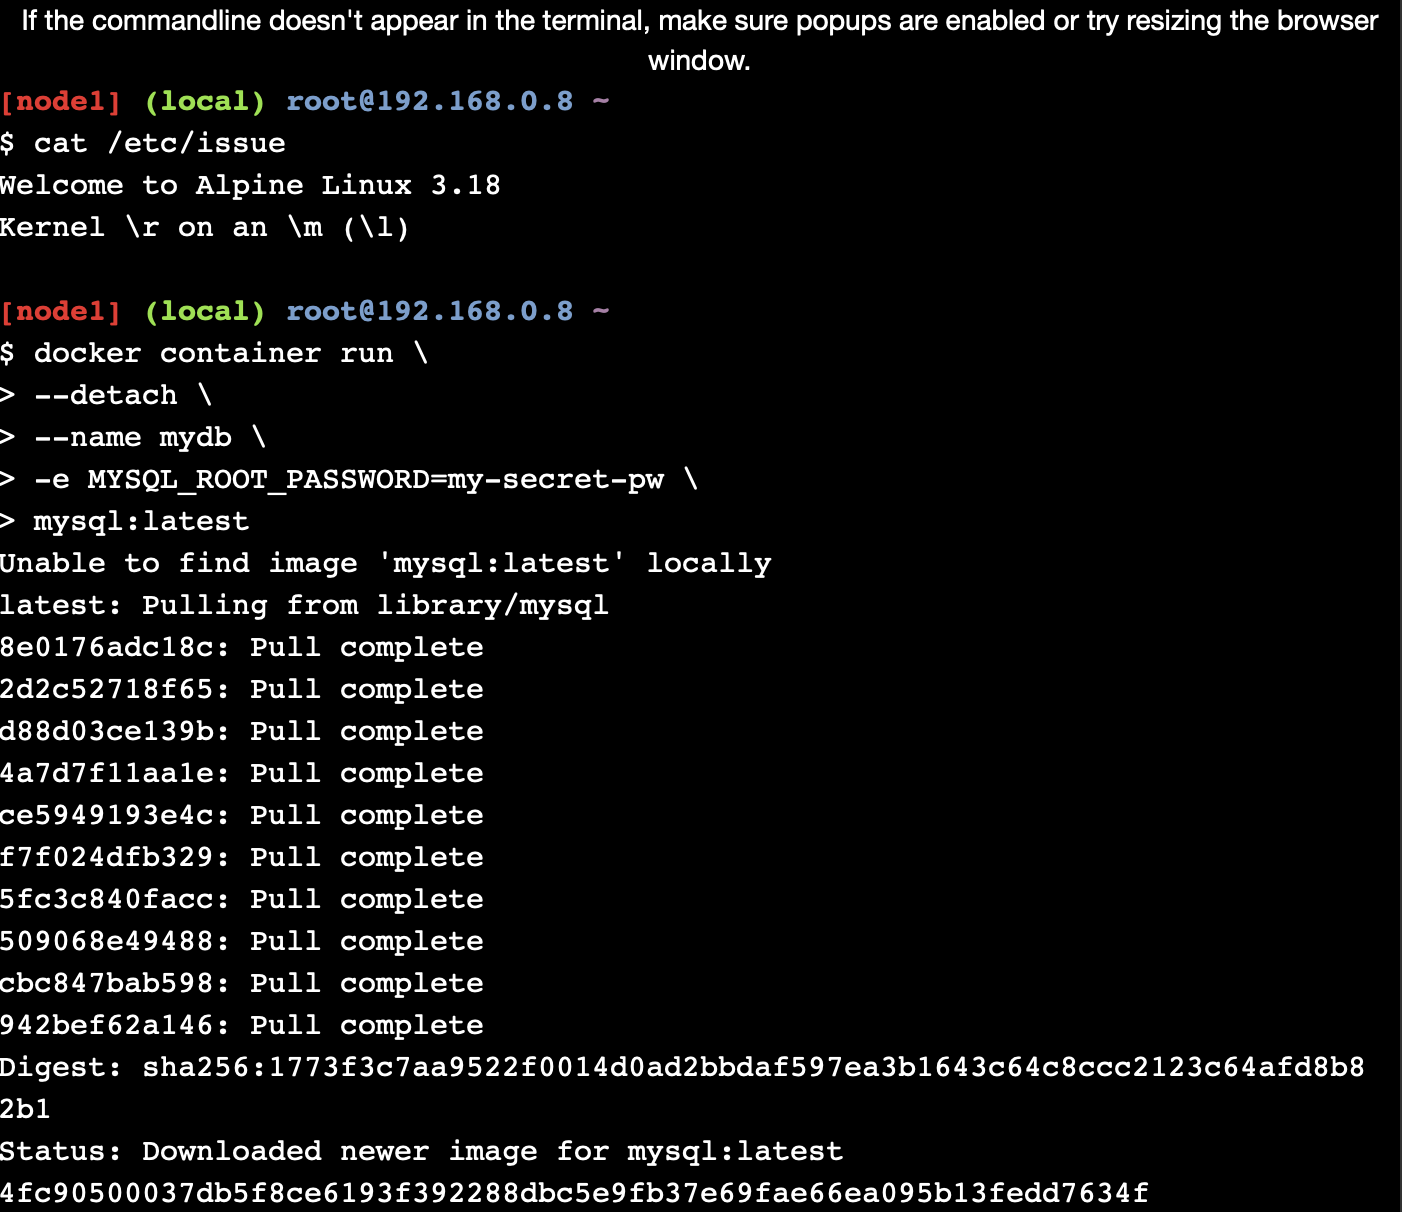 If the commandline doesn't appear in the terminal, make sure popups are enabled or try resizing the browser
window.
[node1] (local) root@192.168.0.8 ~
$ cat /etc/issue
Welcome to Alpine Linux 3.18
Kernel \r on an \m (\l)
[node1] (local) root@192.168.0.8 ~
$ docker container run \
> --detach \
> --name mydb \
> -e MYSQL_ROOT_PASSWORD=my-secret-pw \
> mysql:latest
Unable to find image 'mysql:latest' locally
latest: Pulling from library/mysql
8e0176adc18c: Pull complete
2d2c52718f65: Pull complete
d88d03ce139b: Pull complete
4a7d7f11aa1e: Pull complete
ce5949193e4c: Pull complete
f7f024dfb329: Pull complete
5fc3c840facc: Pull complete
509068e49488: Pull complete
cbc847bab598: Pull complete
942bef62a146: Pull complete
Digest: sha256:1773f3c7aa9522f0014d0ad2bbdaf597ea3b1643c64c8ccc2123c64afd8b8
2b1
Status: Downloaded newer image for mysql:latest
4fc90500037db5f8ce6193f392288dbc5e9fb37e69fae66ea095b13fedd7634f